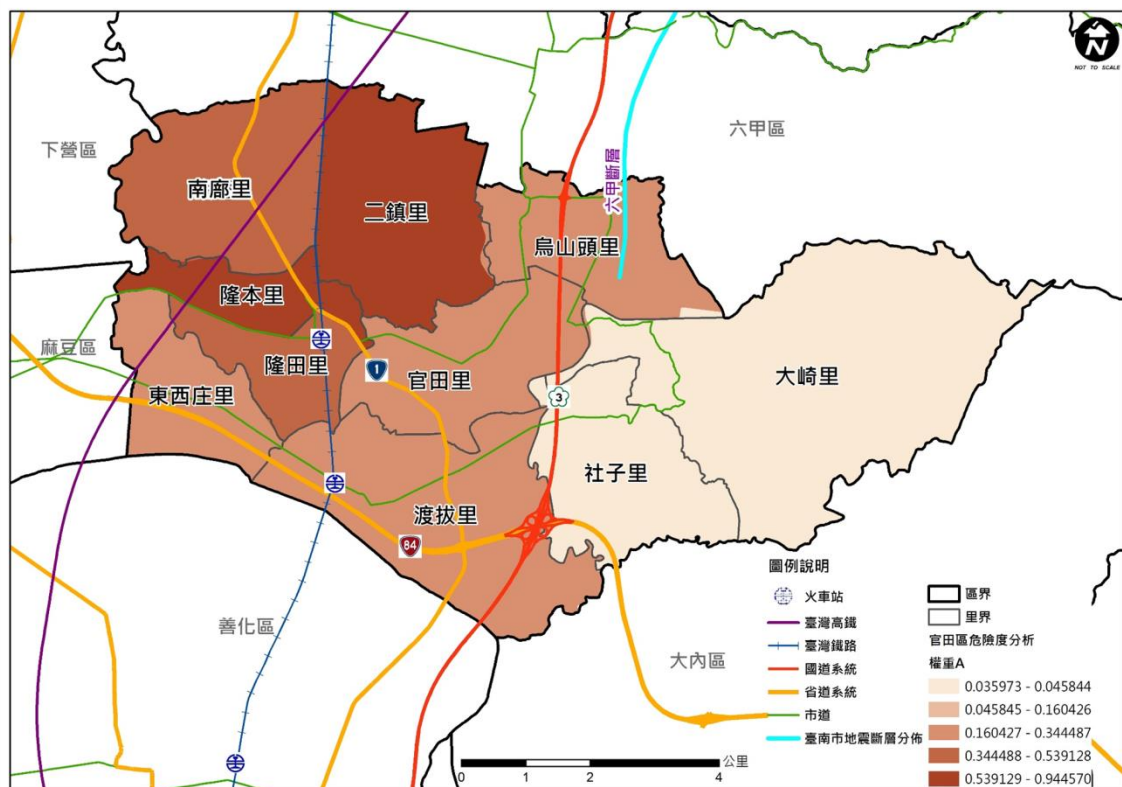 N
NOT TO SCALE
六甲區
下營區
六甲斷層
南廍里
二鎮里
烏山頭里
隆本里
麻豆區
隆田里
官田里
大崎里
東西庄里
1
3
社子里
渡拔里
84
善化區
大內區
圖例說明
火車站
臺灣高鐵
臺灣鐵路
國道系統
省道系統
市道
臺南市地震斷層分佈
區界
里界
官田區危險度分析
權重A
0.035973 - 0.045844
0.045845 - 0.160426
0.160427 - 0.344487
0.344488 - 0.539128
0.539129 - 0.944570
公里
0 1 2 4